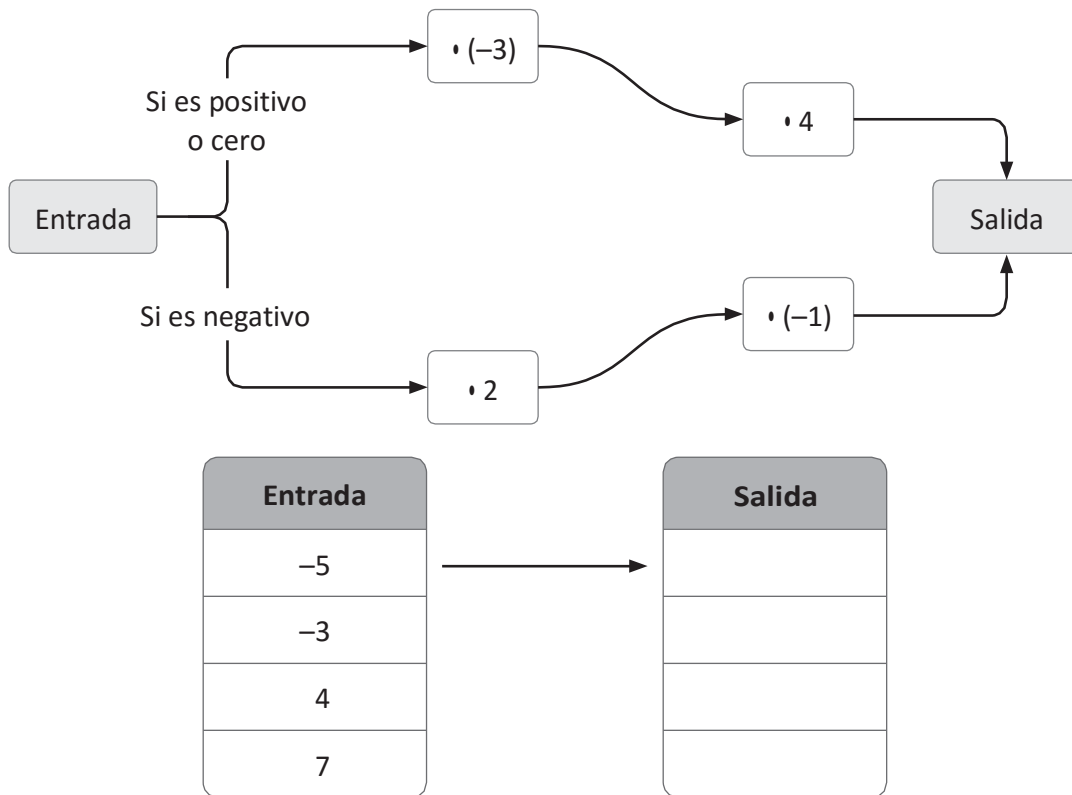 • (–3)
Si es positivo
o cero
• 4
Entrada
Salida
Si es negativo
• (–1)
• 2
Entrada
Salida
–5
–3
4
7